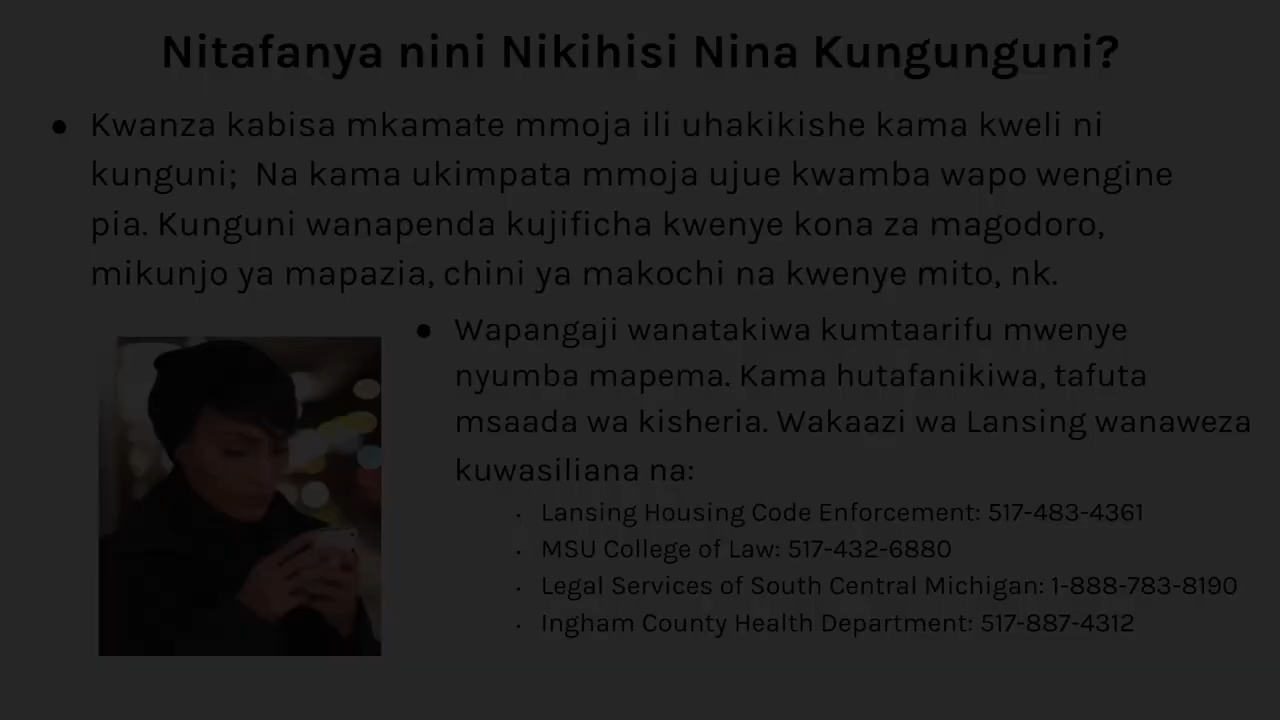 Nitafanya nini Nikihisi Nina Kungunguni?
● Kwanza kabisa mkamate mmoja ili uhakikishe kama kweli ni
kunguni;  Na kama ukimpata mmoja ujue kwamba wapo wengine
pia. Kunguni wanapenda kujificha kwenye kona za magodoro,
mikunjo ya mapazia, chini ya makochi na kwenye mito, nk.
● Wapangaji wanatakiwa kumtaarifu mwenye
nyumba mapema. Kama hutafanikiwa, tafuta
msaada wa kisheria. Wakaazi wa Lansing wanaweza
kuwasiliana na:
· Lansing Housing Code Enforcement: 517-483-4361
· MSU College of Law: 517-432-6880
· Legal Services of South Central Michigan: 1-888-783-8190
· Ingham County Health Department: 517-887-4312